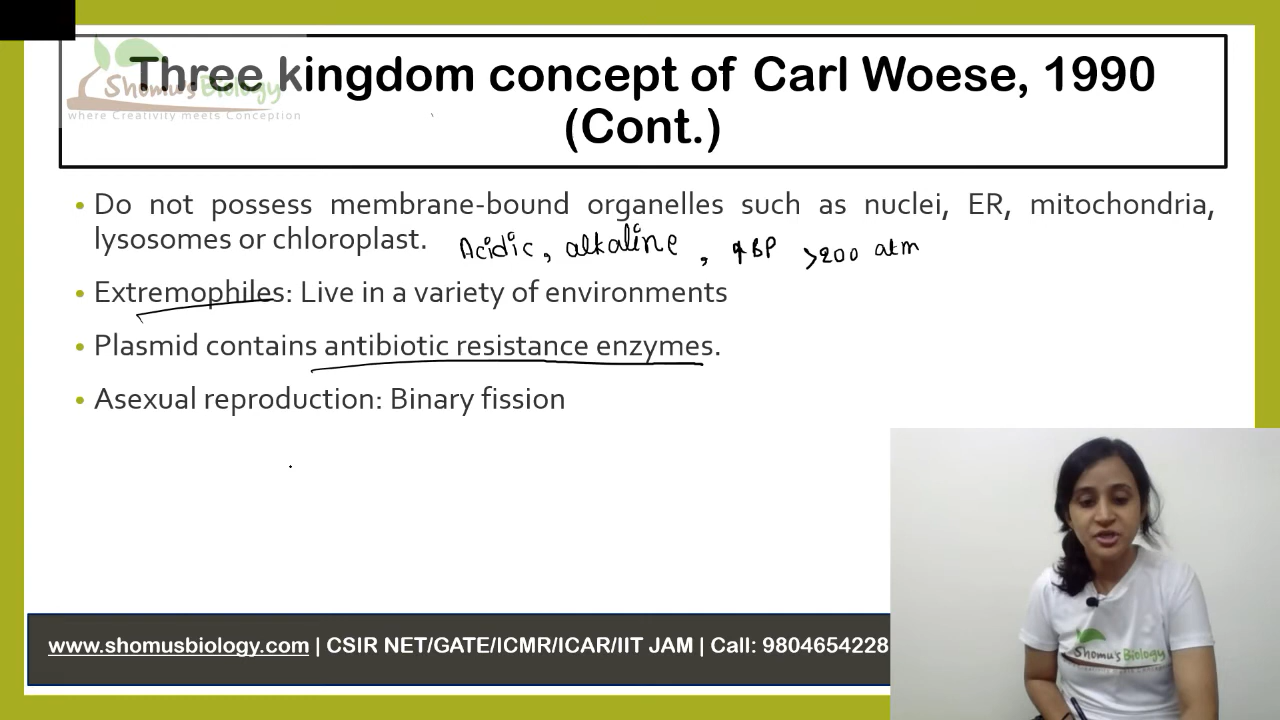 Three kingdom concept of Carl Woese, 1990
(Cont.)
Shomu's Biology
where Creativity meets Conception
• Do not possess membrane-bound organelles such as nuclei, ER, mitochondria,
lysosomes or chloroplast.
Acidic, alkaline, ↑BP >200 atm
• Extremophiles: Live in a variety of environments
• Plasmid contains antibiotic resistance enzymes.
• Asexual reproduction: Binary fission
www.shomusbiology.com | CSIR NET/GATE/ICMR/ICAR/IIT JAM | Call: 9804654228
Shomu's Biology